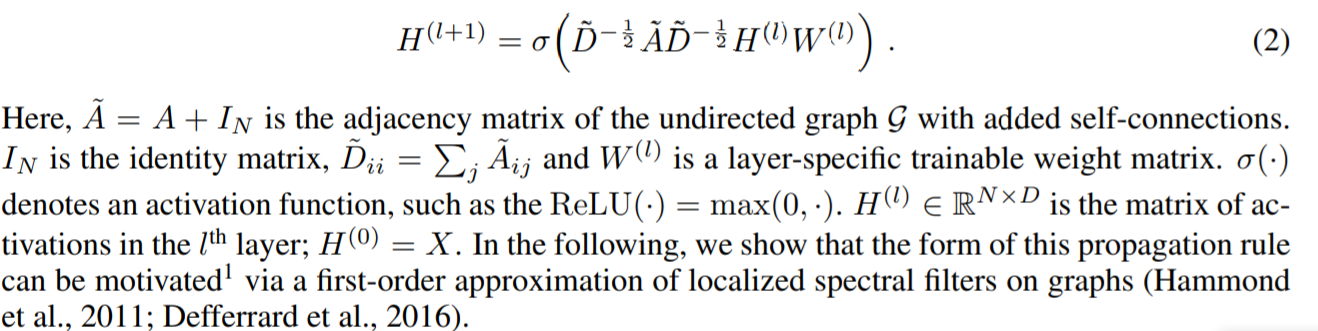 H^{(l+1)} = σ(D̃^{-\frac{1}{2}} Ã D̃^{-\frac{1}{2}} H^{(l)} W^{(l)}) . (2)
Here, Ã = A + I_N is the adjacency matrix of the undirected graph 𝒢 with added self-connections.
I_N is the identity matrix, D̃_{ii} = ∑_j Ã_{ij} and W^{(l)} is a layer-specific trainable weight matrix. σ(·)
denotes an activation function, such as the ReLU(·) = max(0, ·). H^{(l)} ∈ ℝ^{N×D} is the matrix of ac-
tivations in the l^{th} layer; H^{(0)} = X. In the following, we show that the form of this propagation rule
can be motivated¹ via a first-order approximation of localized spectral filters on graphs (Hammond
et al., 2011; Defferrard et al., 2016).